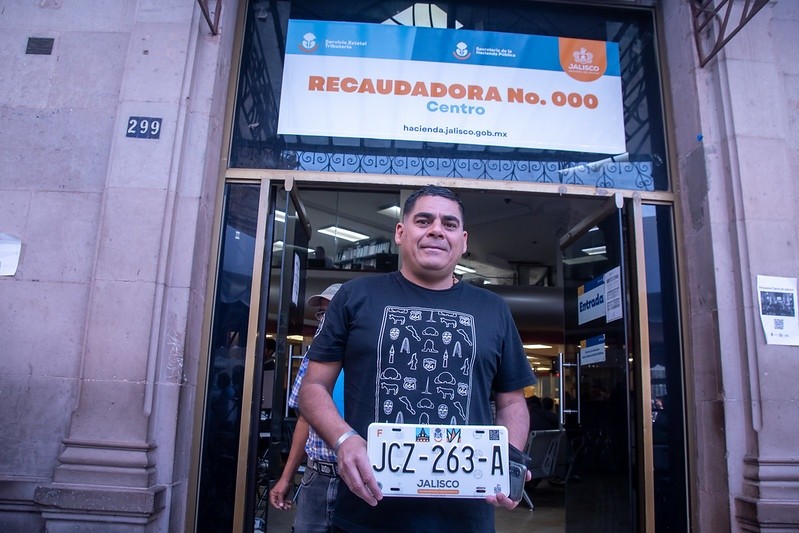 Servicio Estatal
Tributario
Secretaría de la
Hacienda Pública
JALISCO
RECAUDADORA No. 000
Centro
hacienda.jalisco.gob.mx
299
Entrada
F
JCZ-263-A
JALISCO